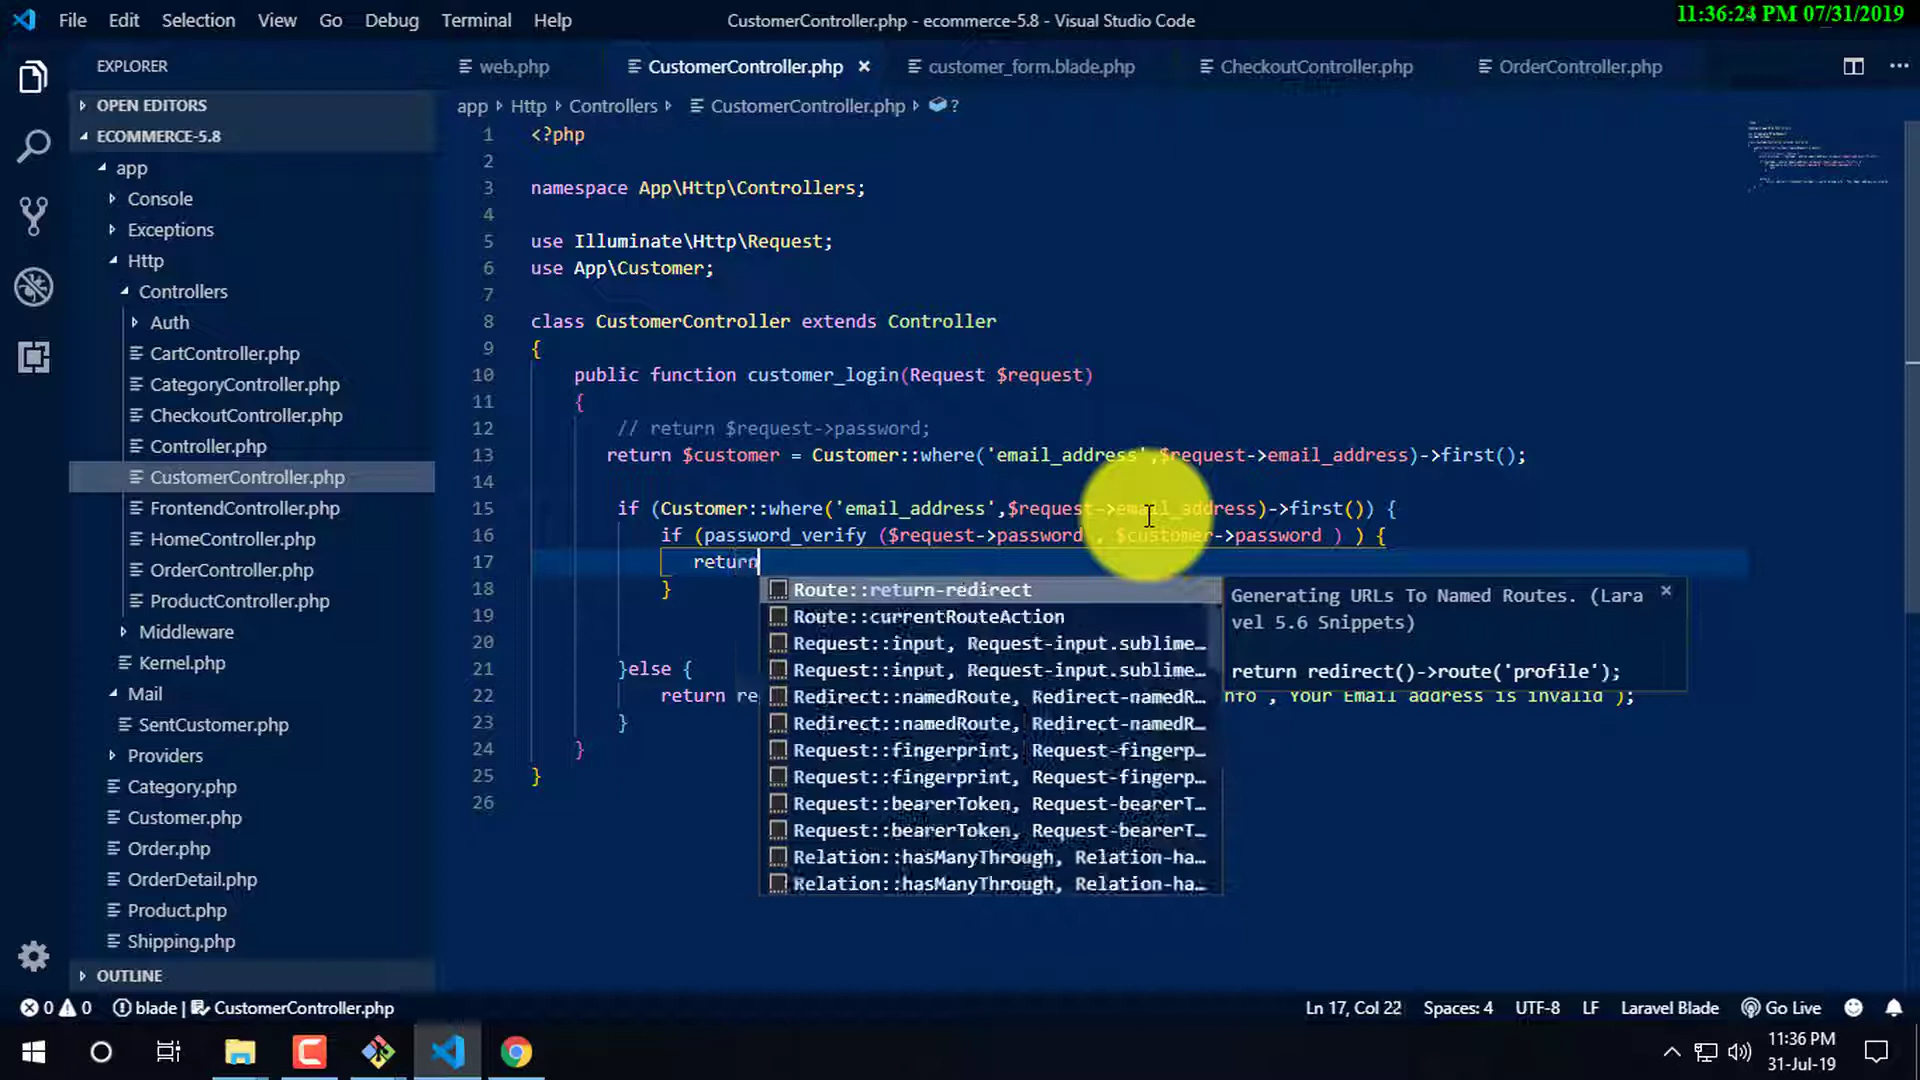 File Edit Selection View Go Debug Terminal Help
CustomerController.php - ecommerce-5.8 - Visual Studio Code
11:36:24 PM 07/31/2019
EXPLORER
OPEN EDITORS
ECOMMERCE-5.8
app
Console
Exceptions
Http
Controllers
Auth
CartController.php
CategoryController.php
CheckoutController.php
Controller.php
CustomerController.php
FrontendController.php
HomeController.php
OrderController.php
ProductController.php
Middleware
Kernel.php
Mail
SentCustomer.php
Providers
Category.php
Customer.php
Order.php
OrderDetail.php
Product.php
Shipping.php
OUTLINE
web.php CustomerController.php × customer_form.blade.php CheckoutController.php OrderController.php
app Http Controllers CustomerController.php ?
1 <?php
2
3 namespace App\Http\Controllers;
4
5 use Illuminate\Http\Request;
6 use App\Customer;
7
8 class CustomerController extends Controller
9 {
10 public function customer_login(Request $request)
11 {
12 // return $request->password;
13 return $customer = Customer::where('email_address',$request->email_address)->first();
14
15 if (Customer::where('email_address',$request->email_address)->first()) {
16 if (password_verify ($request->password , $customer->password ) ) {
17 return
18 }
19
20
21 }else {
22 return re nfo , Your Email address is invalid );
23 }
24 }
25 }
26
Route::return-redirect
Route::currentRouteAction
Request::input, Request-input.sublime…
Request::input, Request-input.sublime…
Redirect::namedRoute, Redirect-namedR…
Redirect::namedRoute, Redirect-namedR…
Request::fingerprint, Request-fingerp…
Request::fingerprint, Request-fingerp…
Request::bearerToken, Request-bearerT…
Request::bearerToken, Request-bearerT…
Relation::hasManyThrough, Relation-ha…
Relation::hasManyThrough, Relation-ha…
Generating URLs To Named Routes. (Lara
vel 5.6 Snippets)
return redirect()->route('profile');
0 0 blade | CustomerController.php
Ln 17, Col 22 Spaces: 4 UTF-8 LF Laravel Blade Go Live
11:36 PM
31-Jul-19